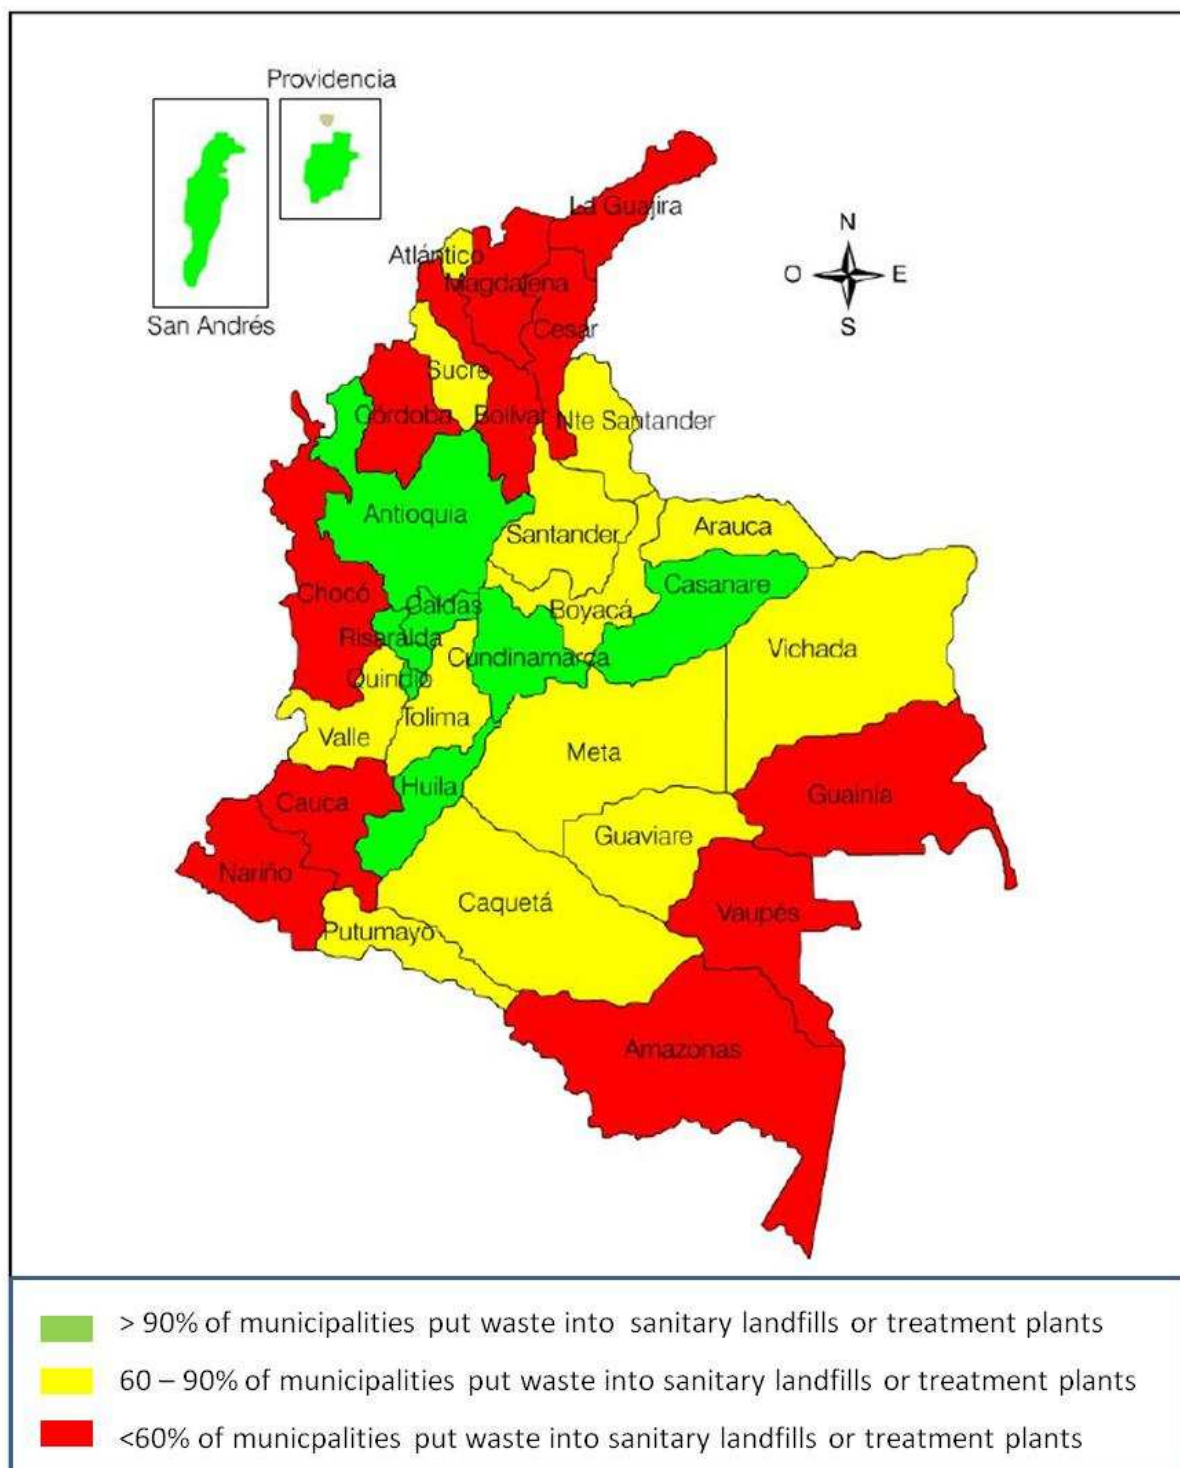 Providencia
La Guajira
N
Atlántico
O E
Magdalena
San Andrés
S
Cesar
Sucre
Córdoba
Bolivar
Nte Santander
Antioquia
Santander
Arauca
Chocó
Caldas
Boyacá
Casanare
Risaralda
Cundinamarca
Vichada
Quindío
Tolima
Valle
Meta
Huila
Cauca
Guainía
Guaviare
Nariño
Caquetá
Vaupés
Putumayo
Amazonas
> 90% of municipalities put waste into sanitary landfills or treatment plants
60 – 90% of municipalities put waste into sanitary landfills or treatment plants
<60% of municpalities put waste into sanitary landfills or treatment plants